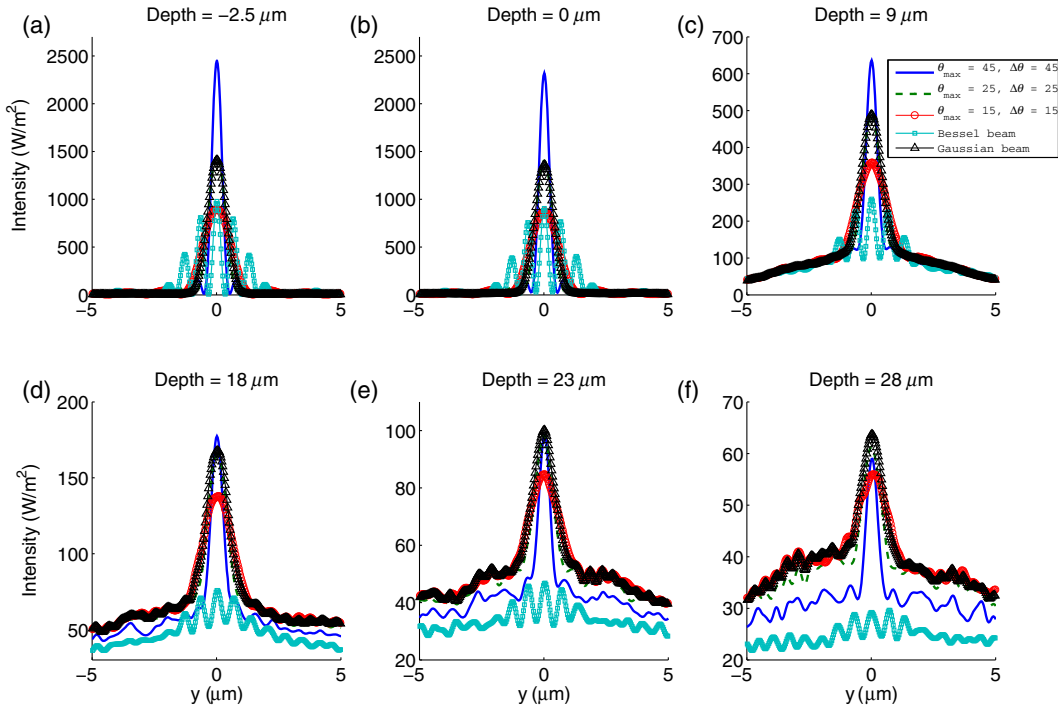 (a) Depth = −2.5 μm
(b) Depth = 0 μm
(c) Depth = 9 μm
2500
2000
1500
1000
500
0
−5 0 5
Intensity (W/m²)
2500
2000
1500
1000
500
0
−5 0 5
700
600
500
400
300
200
100
0
−5 0 5
θmax = 45, Δθ = 45
θmax = 25, Δθ = 25
θmax = 15, Δθ = 15
Bessel beam
Gaussian beam
(d) Depth = 18 μm
(e) Depth = 23 μm
(f) Depth = 28 μm
200
150
100
50
−5 0 5
Intensity (W/m²)
y (μm)
100
80
60
40
20
−5 0 5
y (μm)
70
60
50
40
30
20
−5 0 5
y (μm)